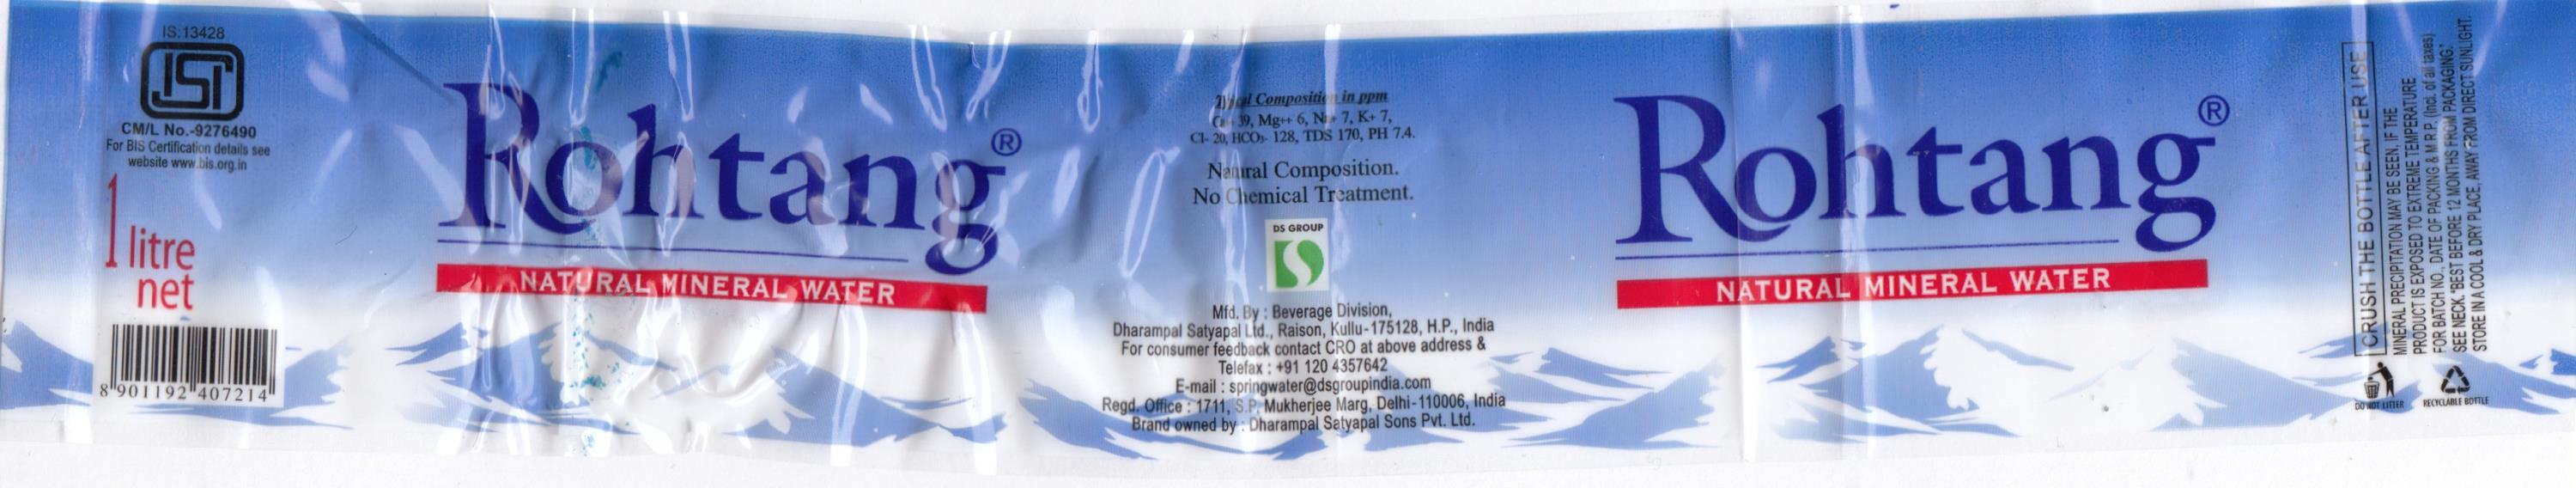 IS:13428
ISI
CM/L No.-9276490
For BIS Certification details see
website www.bis.org.in
1 litre
net
8 901192 407214
Rohtang®
NATURAL MINERAL WATER
Typical Composition in ppm
Ca++ 39, Mg++ 6, Na+ 7, K+ 7,
Cl- 20, HCO3- 128, TDS 170, PH 7.4.
Natural Composition.
No Chemical Treatment.
DS GROUP
Mfd. By : Beverage Division,
Dharampal Satyapal Ltd., Raison, Kullu-175128, H.P., India
For consumer feedback contact CRO at above address &
Telefax : +91 120 4357642
E-mail : springwater@dsgroupindia.com
Regd. Office : 1711, S.P. Mukherjee Marg, Delhi-110006, India
Brand owned by : Dharampal Satyapal Sons Pvt. Ltd.
Rohtang®
NATURAL MINERAL WATER
CRUSH THE BOTTLE AFTER USE
MINERAL PRECIPITATION MAY BE SEEN, IF THE
PRODUCT IS EXPOSED TO EXTREME TEMPERATURE
FOR BATCH NO., DATE OF PACKING & M.R.P. (Incl. of all taxes)
SEE NECK. "BEST BEFORE 12 MONTHS FROM PACKAGING."
STORE IN A COOL & DRY PLACE, AWAY FROM DIRECT SUNLIGHT.
DO NOT LITTER
RECYCLABLE BOTTLE